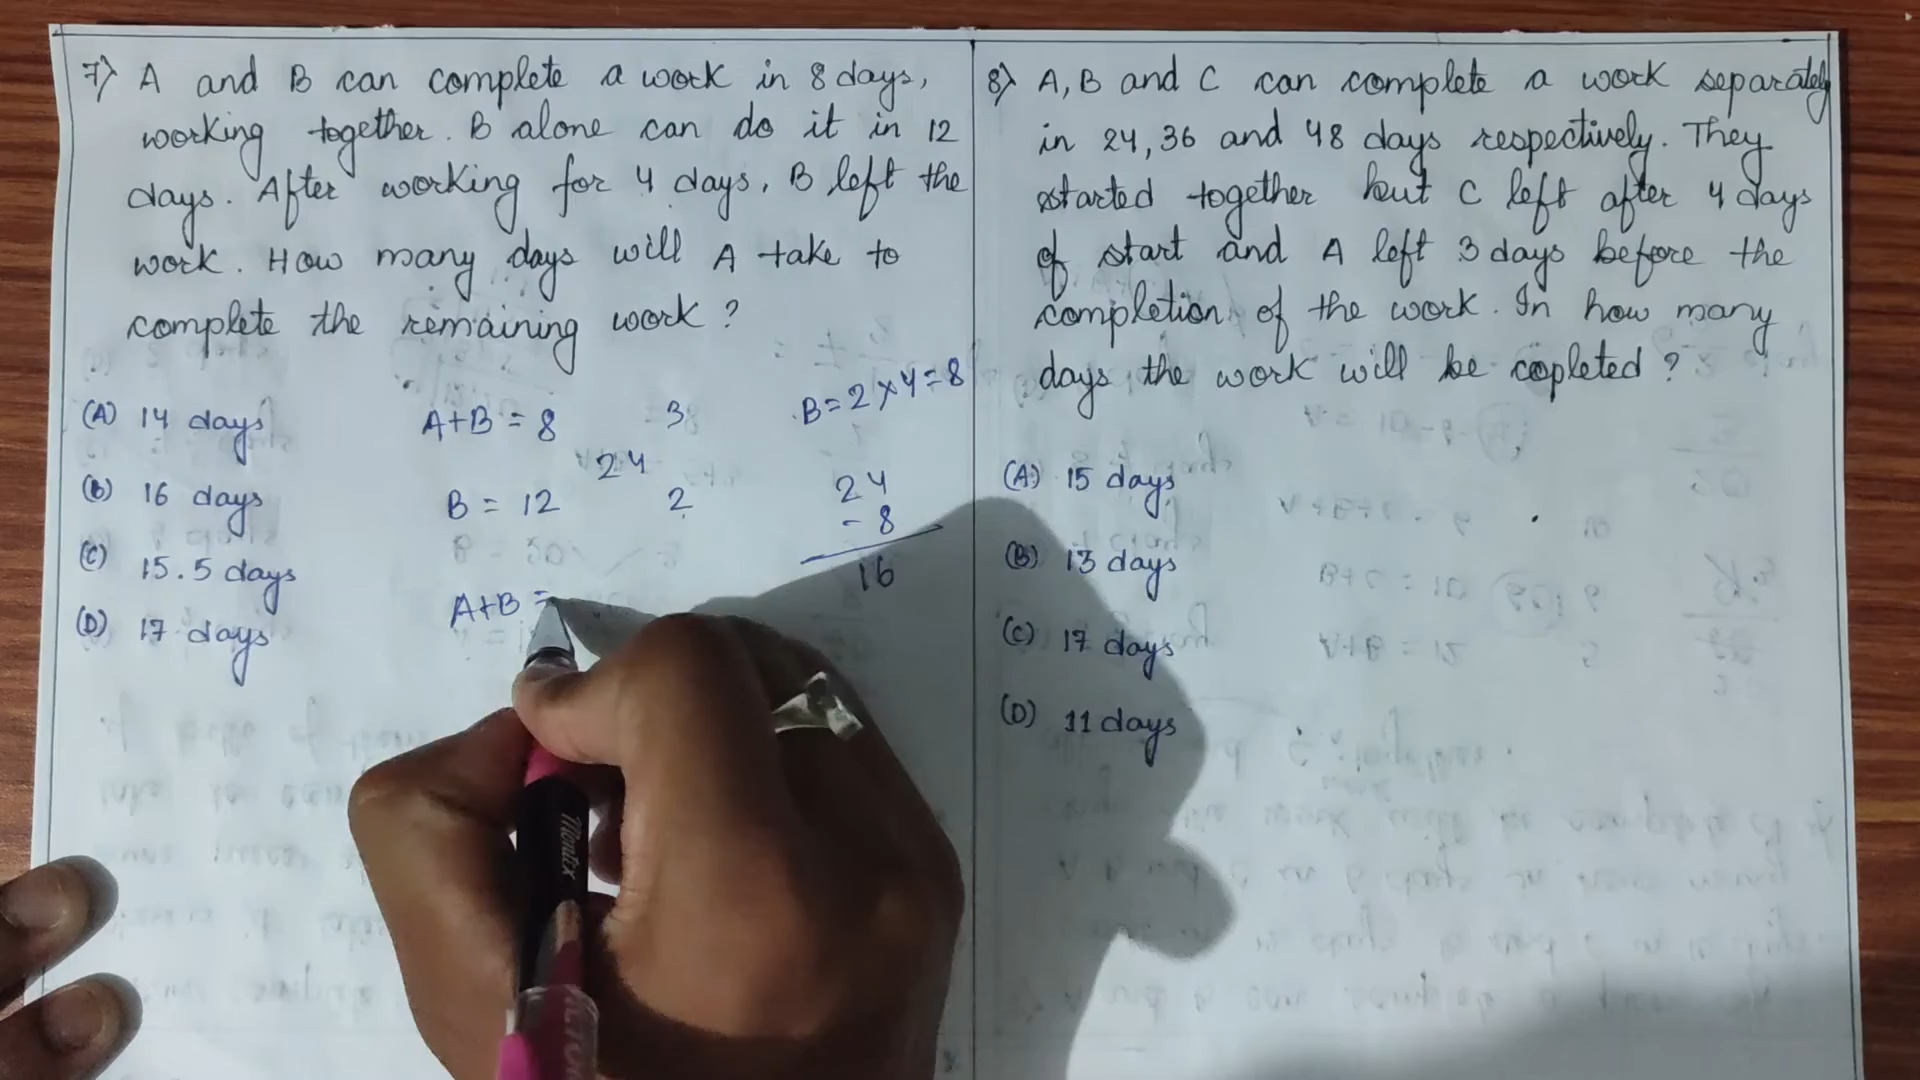 7) A and B can complete a work in 8 days,
working together. B alone can do it in 12
days. After working for 4 days, B left the
work. How many days will A take to
complete the remaining work?
(A) 14 days
(B) 16 days
(C) 15.5 days
(D) 17 days
A+B = 8 3
24
B = 12 2
A+B =
B = 2 × 4 = 8
24
- 8
16
8) A, B and C can complete a work separately
in 24, 36 and 48 days respectively. They
started together but C left after 4 days
of start and A left 3 days before the
completion of the work. In how many
days the work will be copleted?
(A) 15 days
(B) 13 days
(C) 17 days
(D) 11 days
Montex